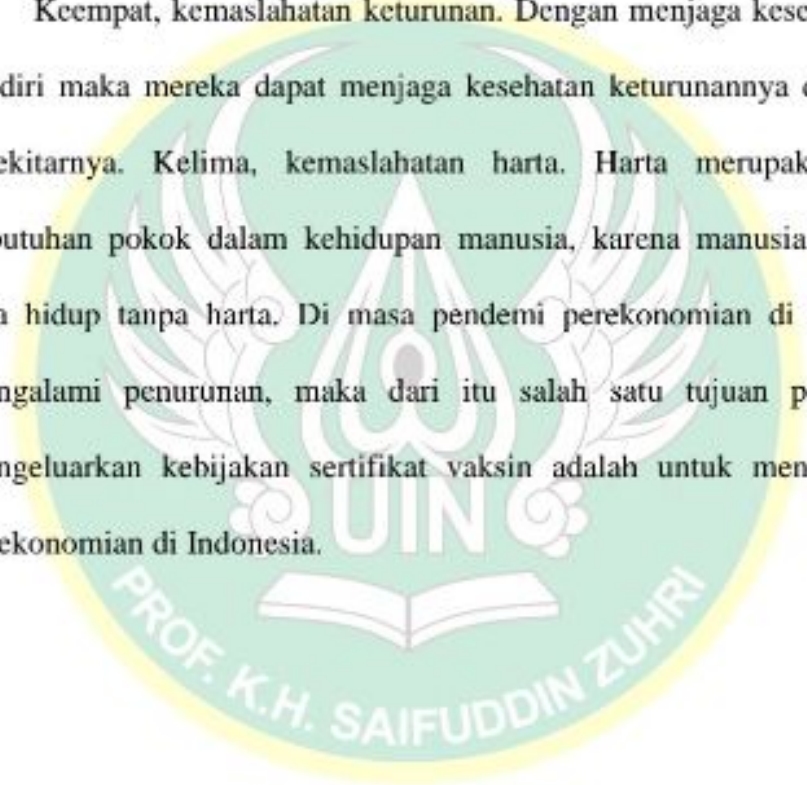 Keempat, kemaslahatan keturunan. Dengan menjaga kese
diri maka mereka dapat menjaga kesehatan keturunannya
ekitarnya. Kelima, kemaslahatan harta. Harta merupak
butuhan pokok dalam kehidupan manusia, karena manusia
a hidup tanpa harta. Di masa pendemi perekonomian di
ngalami penurunan, maka dari itu salah satu tujuan p
ngeluarkan kebijakan sertifikat vaksin adalah untuk men
ekonomian di Indonesia.
UIN
PROF. K.H. SAIFUDDIN ZUHRI